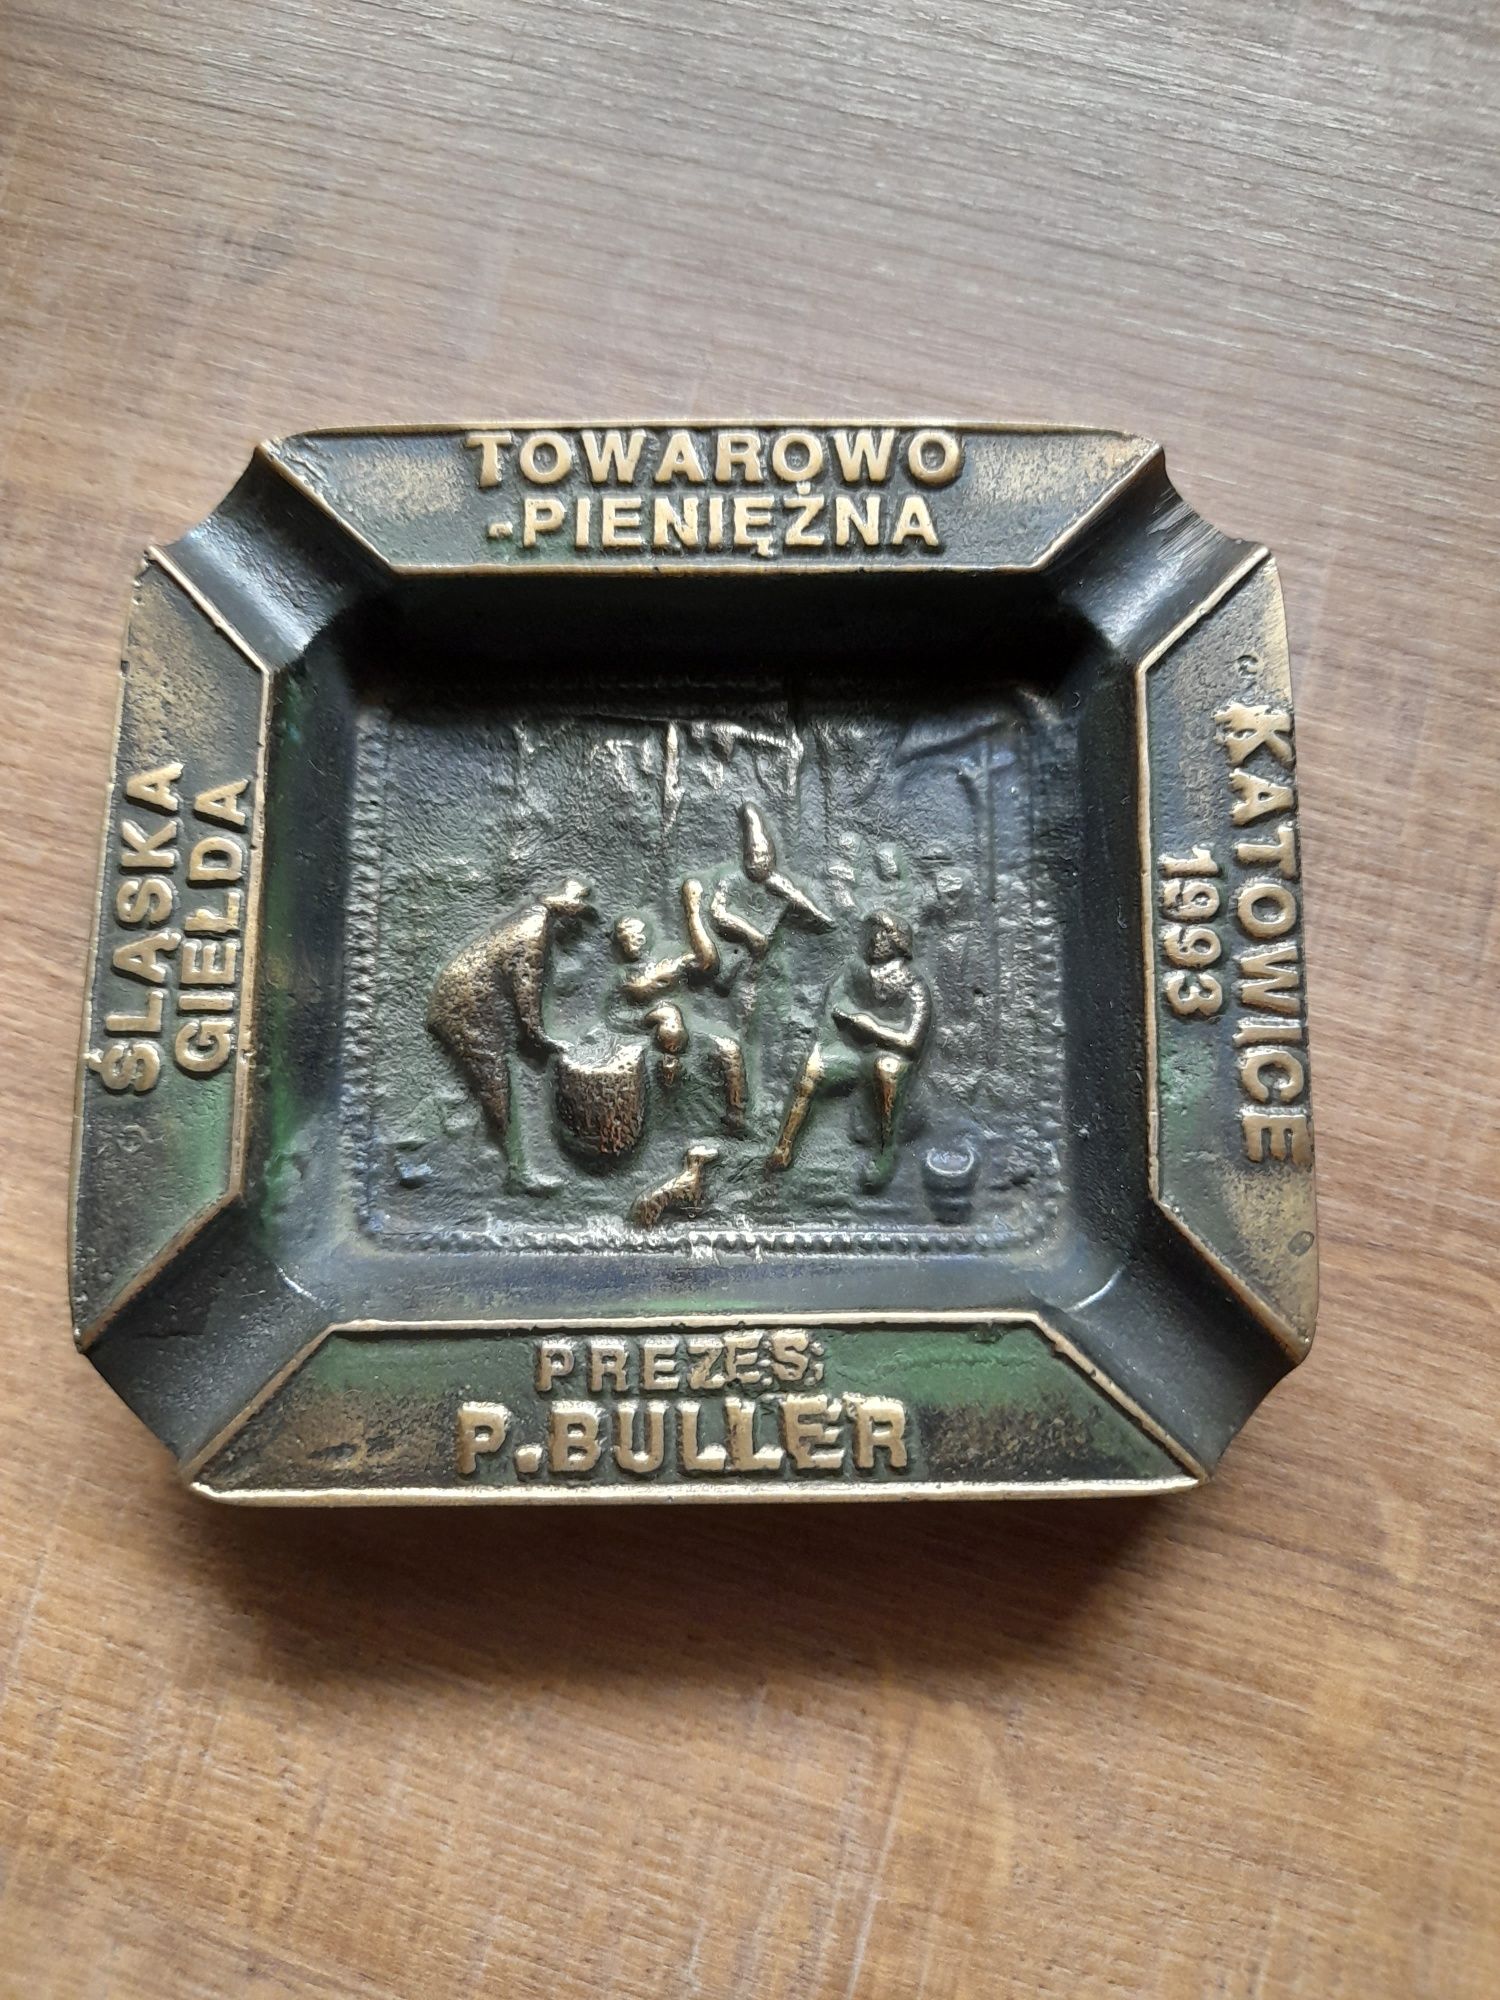 ŚLĄSKA
GIEŁDA
TOWAROWO
-PIENIĘŻNA
KATOWICE
1993
PREZES:
P.BULLER